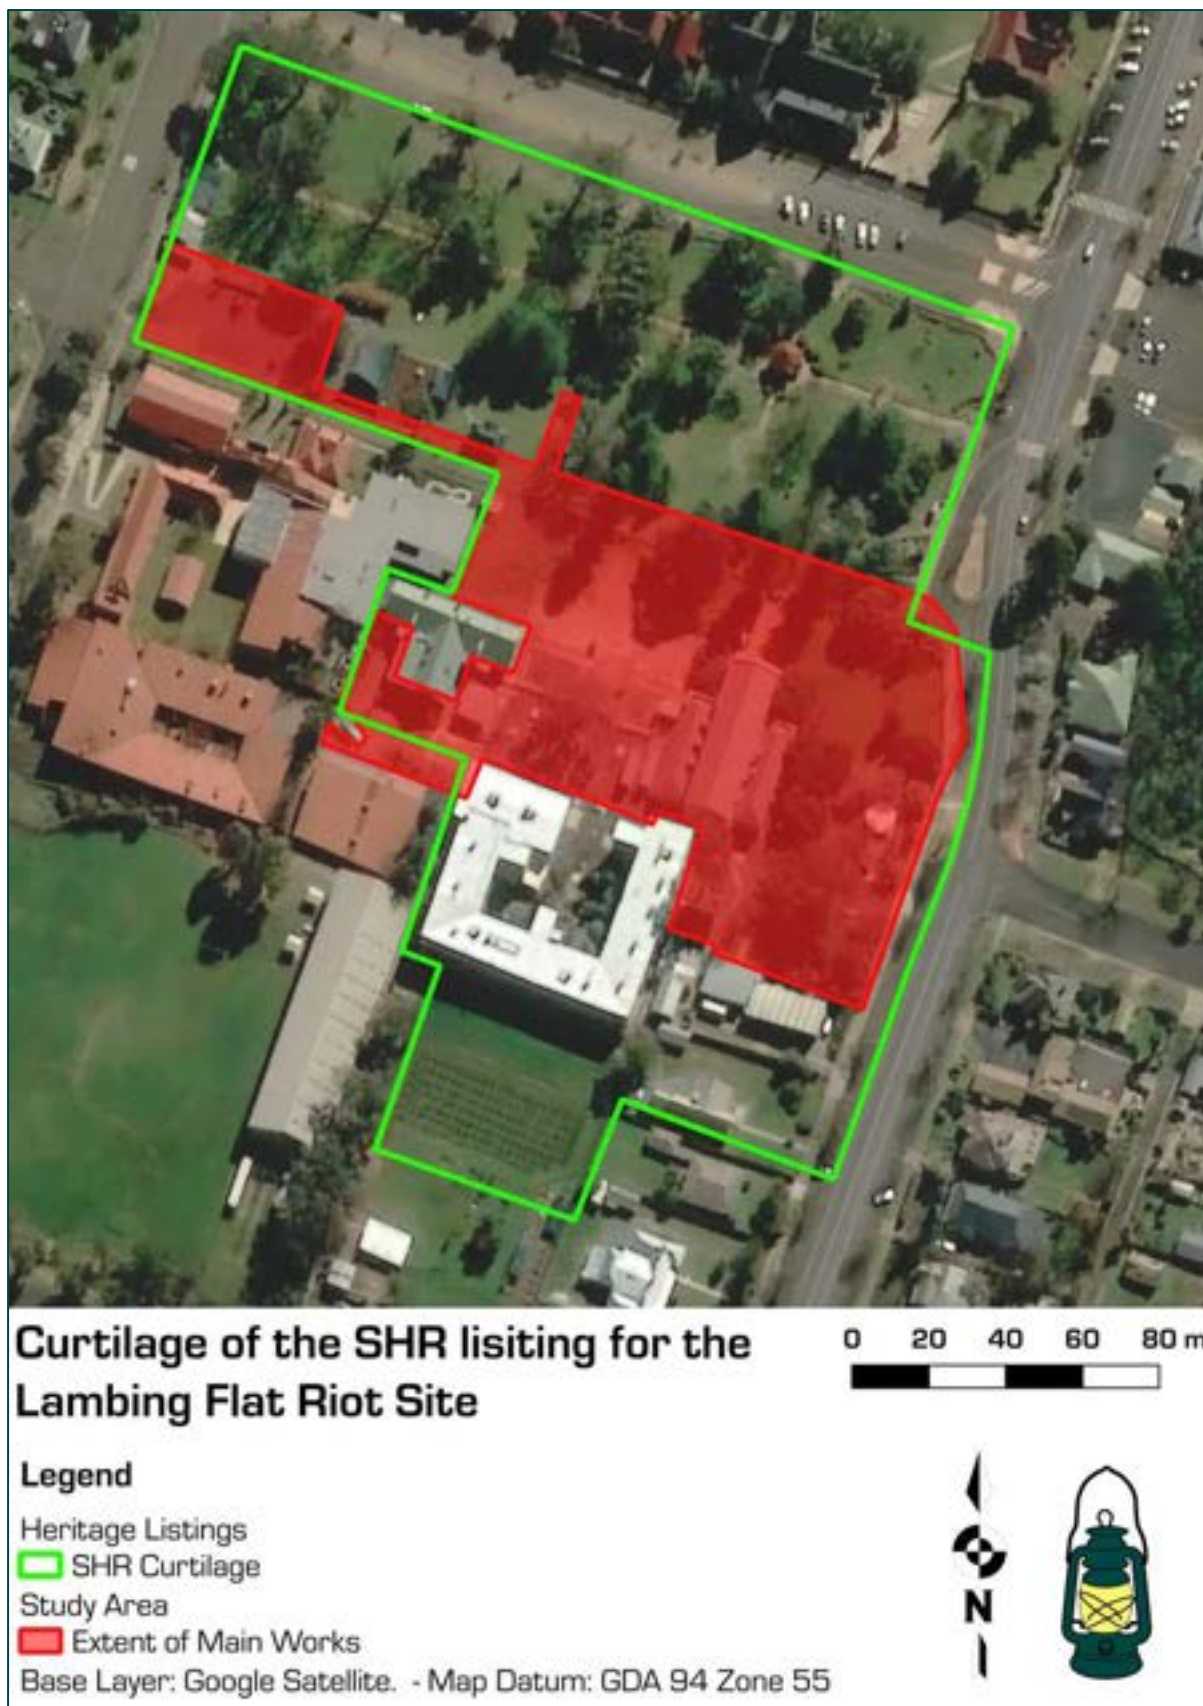 Curtilage of the SHR lisiting for the
Lambing Flat Riot Site
0 20 40 60 80 m
Legend
Heritage Listings
SHR Curtilage
Study Area
Extent of Main Works
N
Base Layer: Google Satellite. - Map Datum: GDA 94 Zone 55